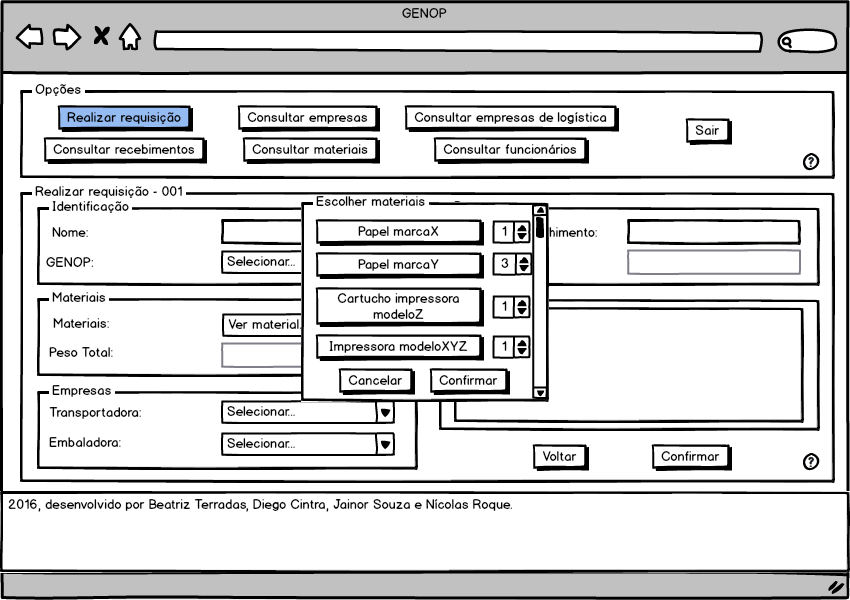 GENOP
Opções
Realizar requisição
Consultar empresas
Consultar empresas de logística
Sair
Consultar recebimentos
Consultar materiais
Consultar funcionários
?
Realizar requisição - 001
Identificação
Nome:
himento:
GENOP:
Selecionar...
Escolher materiais
Papel marcaX
1
Papel marcaY
3
Cartucho impressora
modeloZ
1
Impressora modeloXYZ
1
Cancelar
Confirmar
Materiais
Materiais:
Ver material.
Peso Total:
Empresas
Transportadora:
Selecionar...
Embaladora:
Selecionar...
Voltar
Confirmar
?
2016, desenvolvido por Beatriz Terradas, Diego Cintra, Jainor Souza e Nícolas Roque.